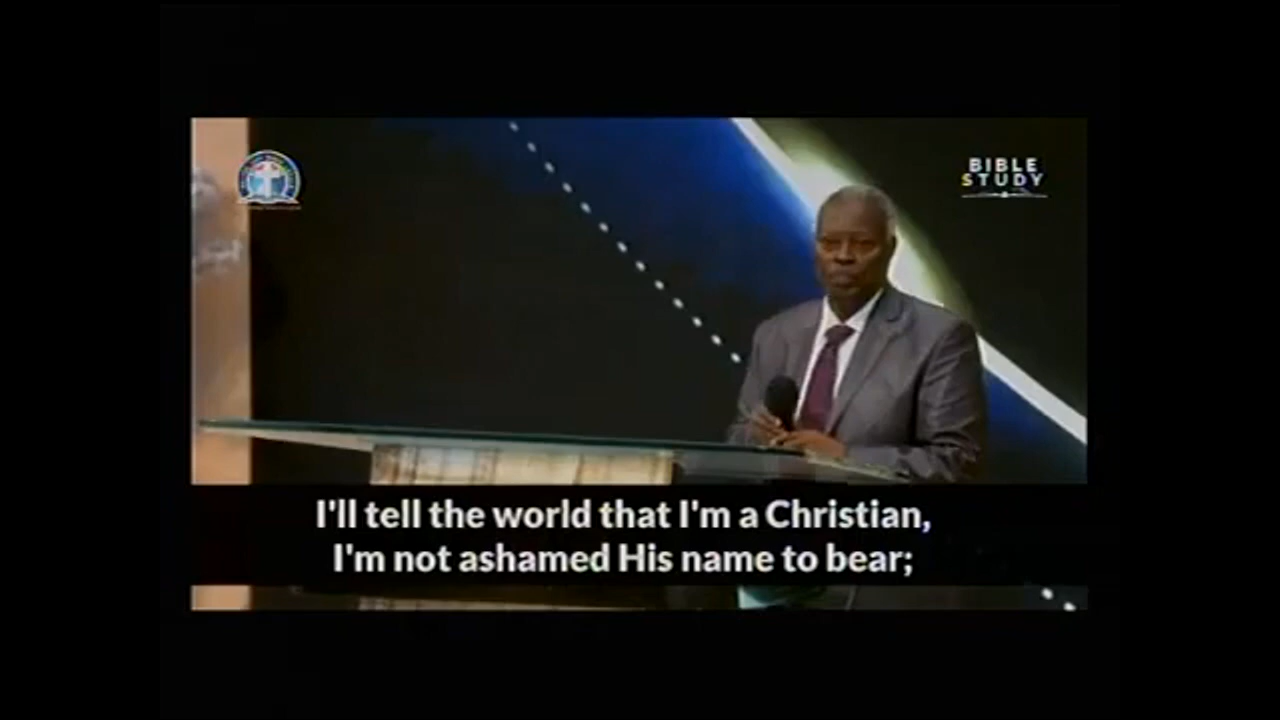 BIBLE
STUDY
I'll tell the world that I'm a Christian,
I'm not ashamed His name to bear;